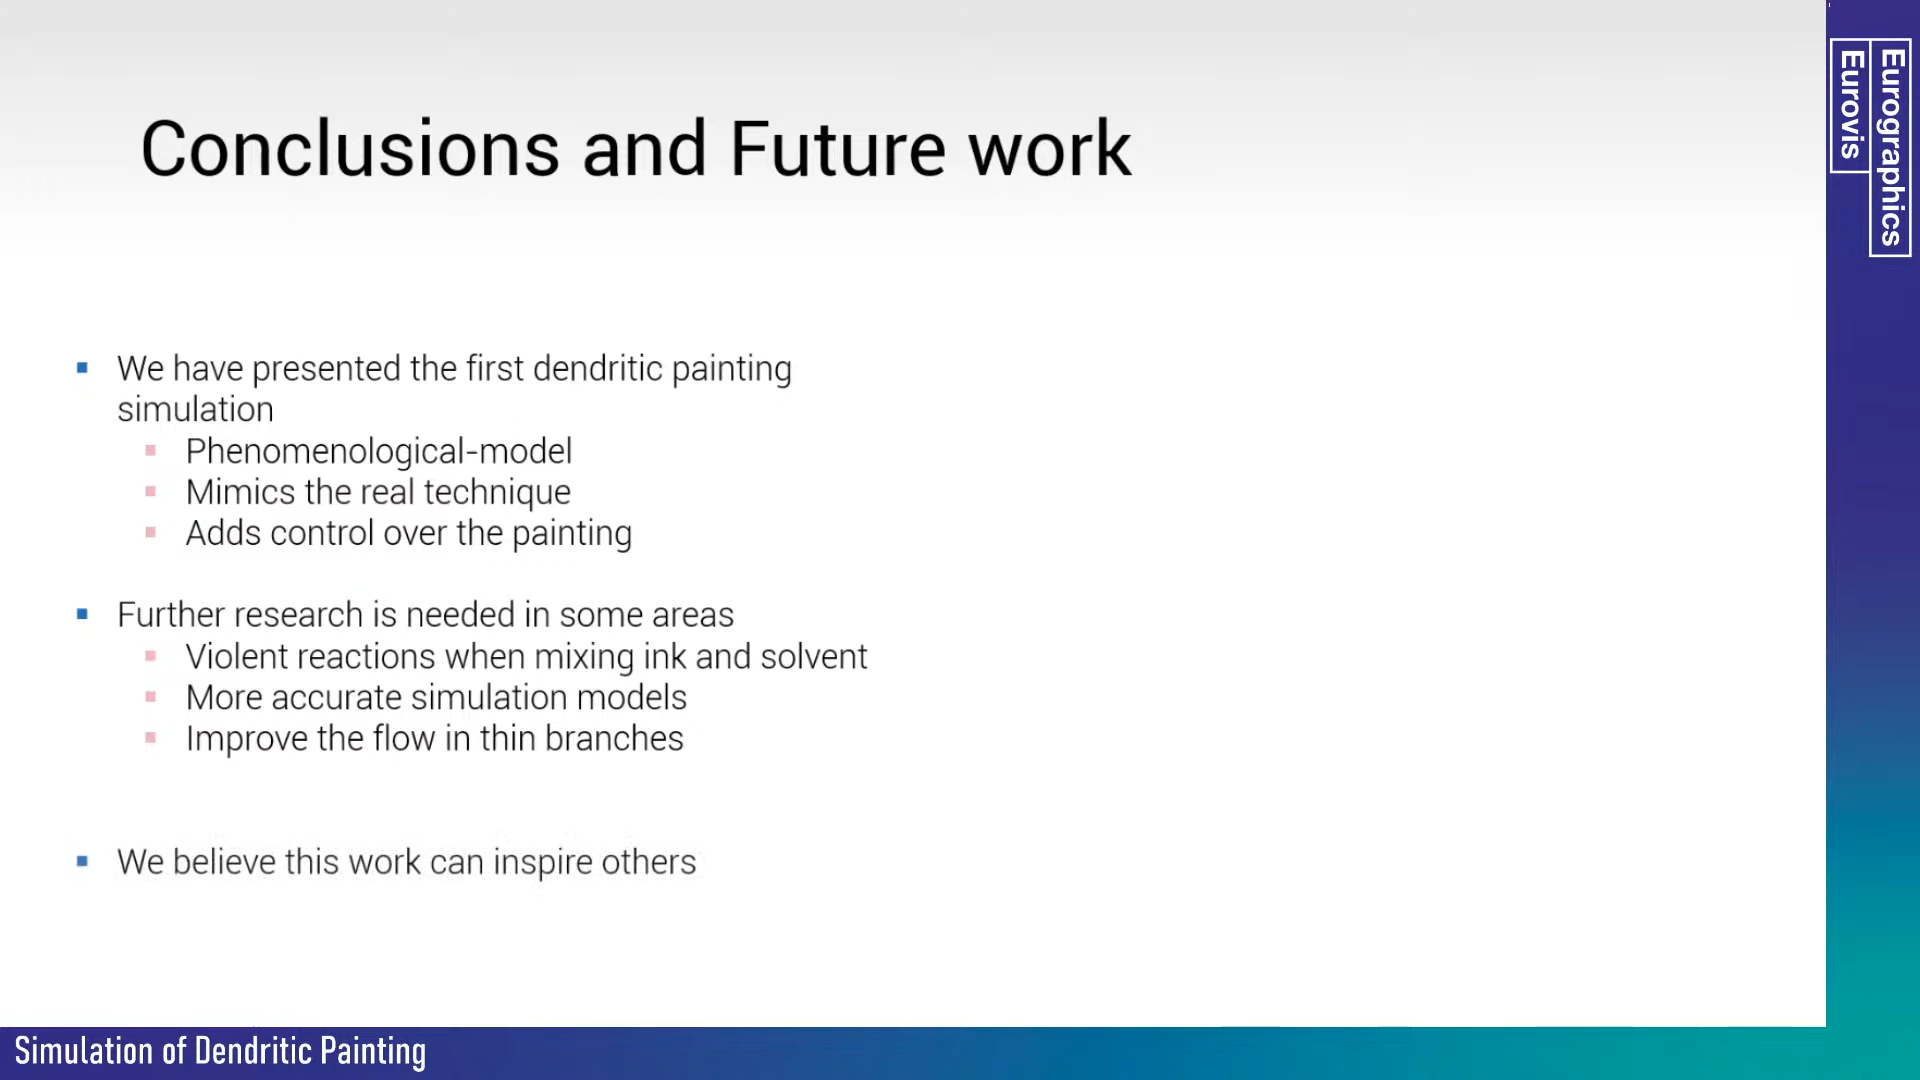 Conclusions and Future work
We have presented the first dendritic painting
simulation
Phenomenological-model
Mimics the real technique
Adds control over the painting
Further research is needed in some areas
Violent reactions when mixing ink and solvent
More accurate simulation models
Improve the flow in thin branches
We believe this work can inspire others
Eurographics
Eurovis
Simulation of Dendritic Painting